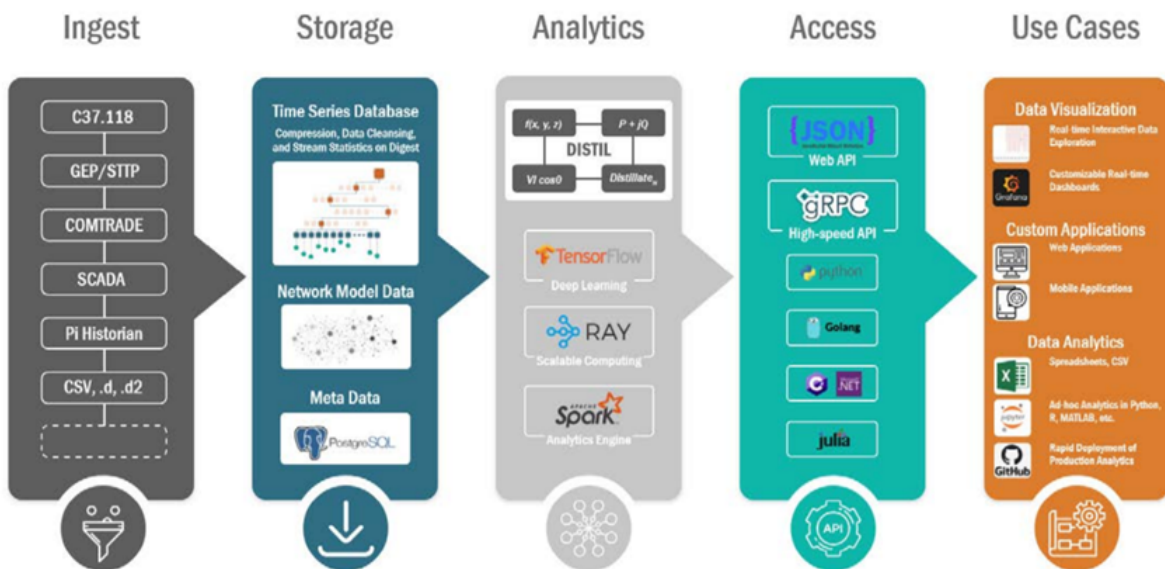 Ingest
Storage
Analytics
Access
Use Cases
C37.118
GEP/STTP
COMTRADE
SCADA
Pi Historian
CSV, .d, .d2
Time Series Database
Compression, Data Cleansing,
and Stream Statistics on Digest
Network Model Data
Meta Data
PostgreSQL
f(x, y, z)
P + jQ
DISTIL
VI cosθ
Distillate
TensorFlow
Deep Learning
RAY
Scalable Computing
APACHE
Spark
Analytics Engine
{JSON}
Web API
gRPC
High-speed API
python
Golang
C#
.NET
julia
API
Data Visualization
Real-time Interactive Data
Exploration
Grafana
Customizable Real-time
Dashboards
Custom Applications
Web Applications
Mobile Applications
Data Analytics
Spreadsheets, CSV
X
jupyter
Ad-hoc Analytics in Python,
R, MATLAB, etc.
GitHub
Rapid Deployment of
Production Analytics